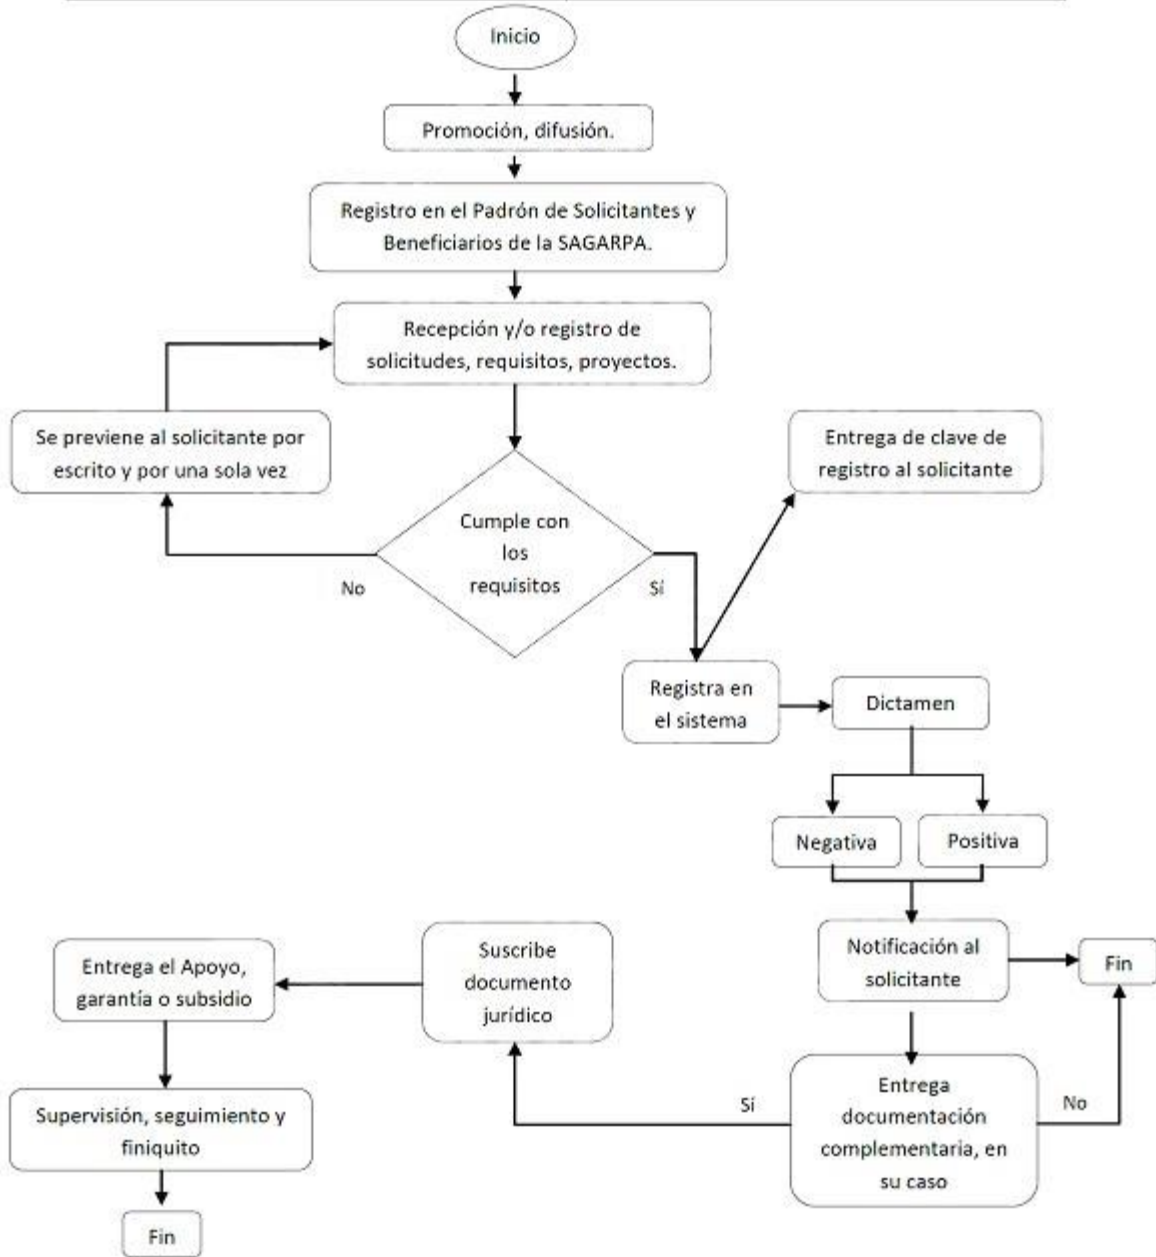 Inicio
Promoción, difusión.
Registro en el Padrón de Solicitantes y
Beneficiarios de la SAGARPA.
Recepción y/o registro de
solicitudes, requisitos, proyectos.
Se previene al solicitante por
escrito y por una sola vez
Entrega de clave de
registro al solicitante
Cumple con
los
requisitos
No
Sí
Registra en
el sistema
Dictamen
Negativa
Positiva
Notificación al
solicitante
Fin
Suscribe
documento
jurídico
Entrega el Apoyo,
garantía o subsidio
Entrega
documentación
complementaria, en
su caso
Sí
No
Supervisión, seguimiento y
finiquito
Fin